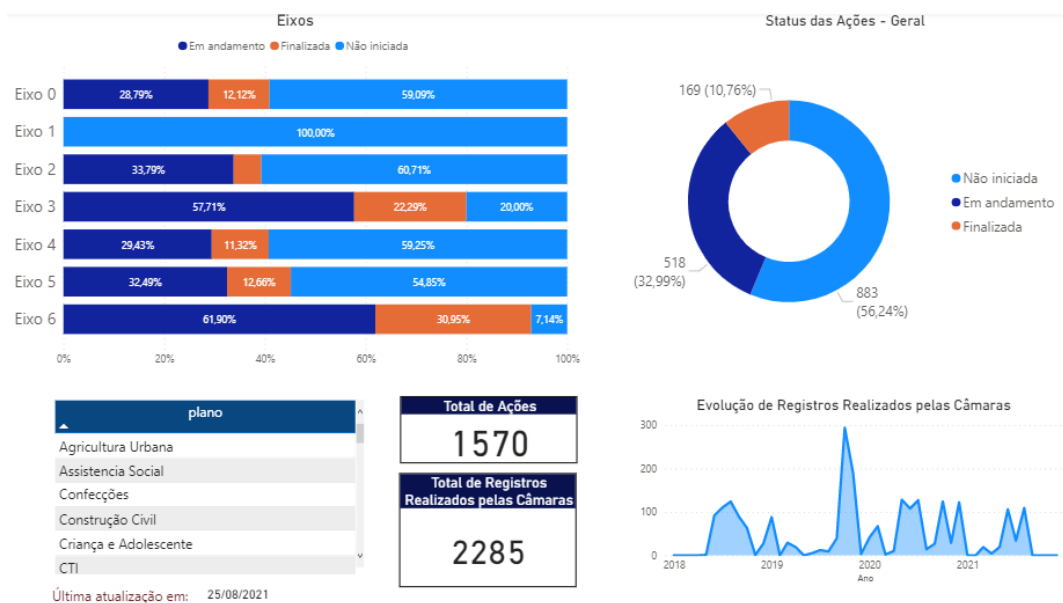 Eixos
Em andamento Finalizada Não iniciada
Eixo 0 28,79% 12,12% 59,09%
Eixo 1 100,00%
Eixo 2 33,79% 60,71%
Eixo 3 57,71% 22,29% 20,00%
Eixo 4 29,43% 11,32% 59,25%
Eixo 5 32,49% 12,66% 54,85%
Eixo 6 61,90% 30,95% 7,14%
0% 20% 40% 60% 80% 100%
Status das Ações - Geral
169 (10,76%)
518
(32,99%)
883
(56,24%)
Não iniciada
Em andamento
Finalizada
plano
Agricultura Urbana
Assistencia Social
Confecções
Construção Civil
Criança e Adolescente
CTI
Última atualização em: 25/08/2021
Total de Ações
1570
Total de Registros
Realizados pelas Câmaras
2285
Evolução de Registros Realizados pelas Câmaras
300
200
100
0
2018 2019 2020 2021
Ano